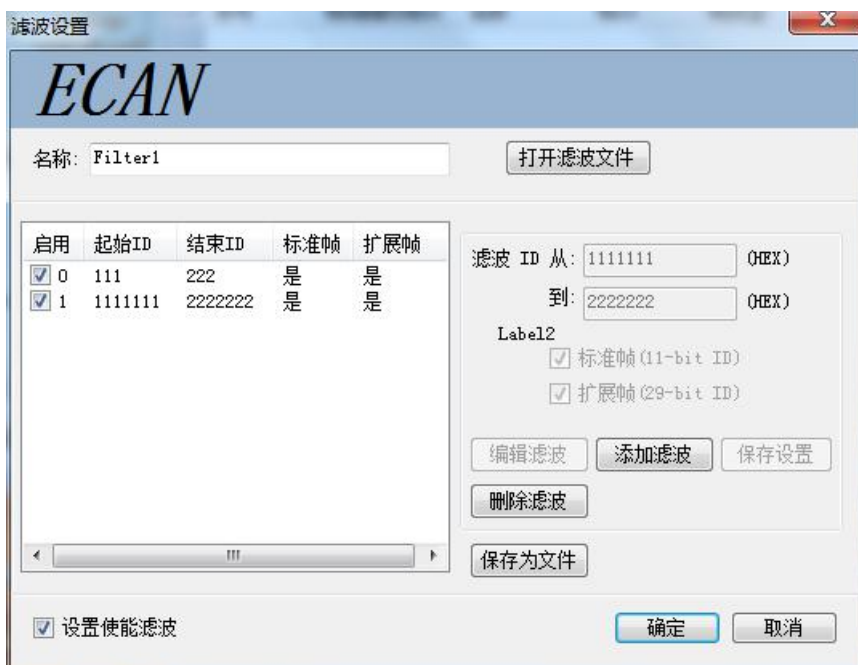 滤波设置
ECAN
名称: Filter1
打开滤波文件
启用 起始ID 结束ID 标准帧 扩展帧
0 111 222 是 是
1 1111111 2222222 是 是
滤波 ID 从: 1111111 (HEX)
到: 2222222 (HEX)
Label2
标准帧(11-bit ID)
扩展帧(29-bit ID)
编辑滤波 添加滤波 保存设置
删除滤波
保存为文件
设置使能滤波
确定 取消